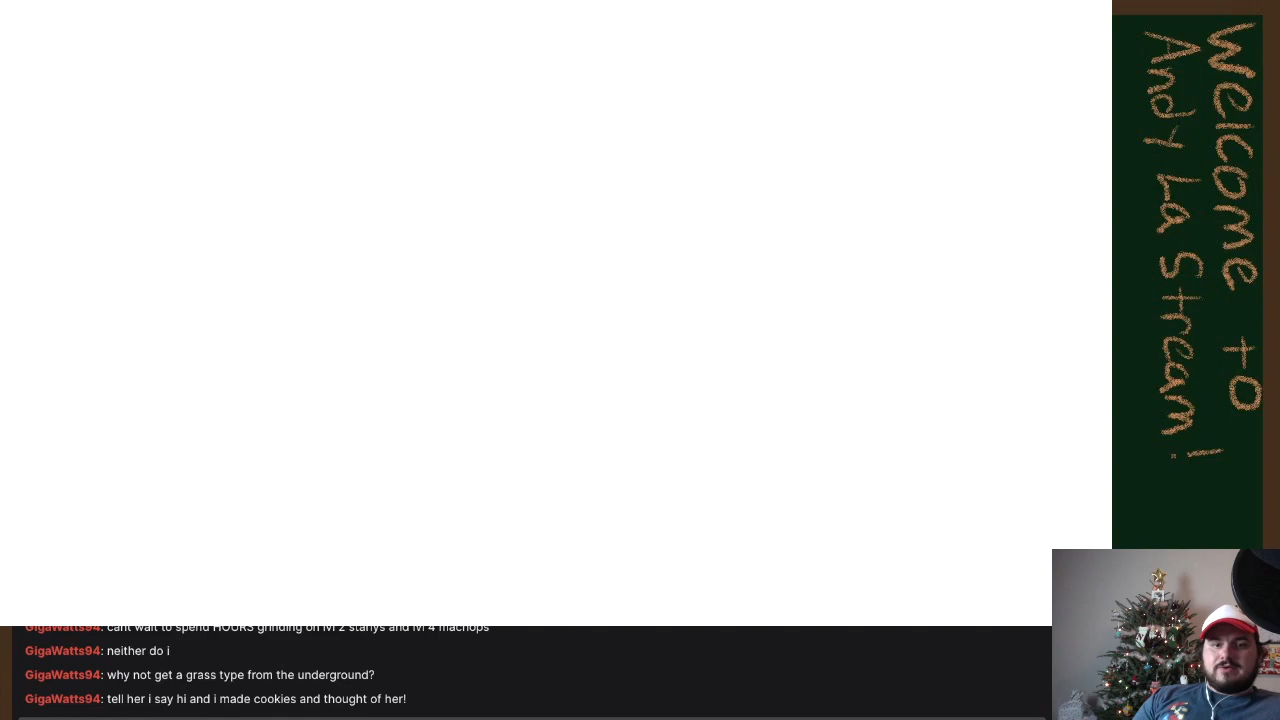 Welcome to
Andy La Stream!
GigaWatts94: cant wait to spend HOURS grinding on lvl 2 starlys and lvl 4 machops
GigaWatts94: neither do i
GigaWatts94: why not get a grass type from the underground?
GigaWatts94: tell her i say hi and i made cookies and thought of her!